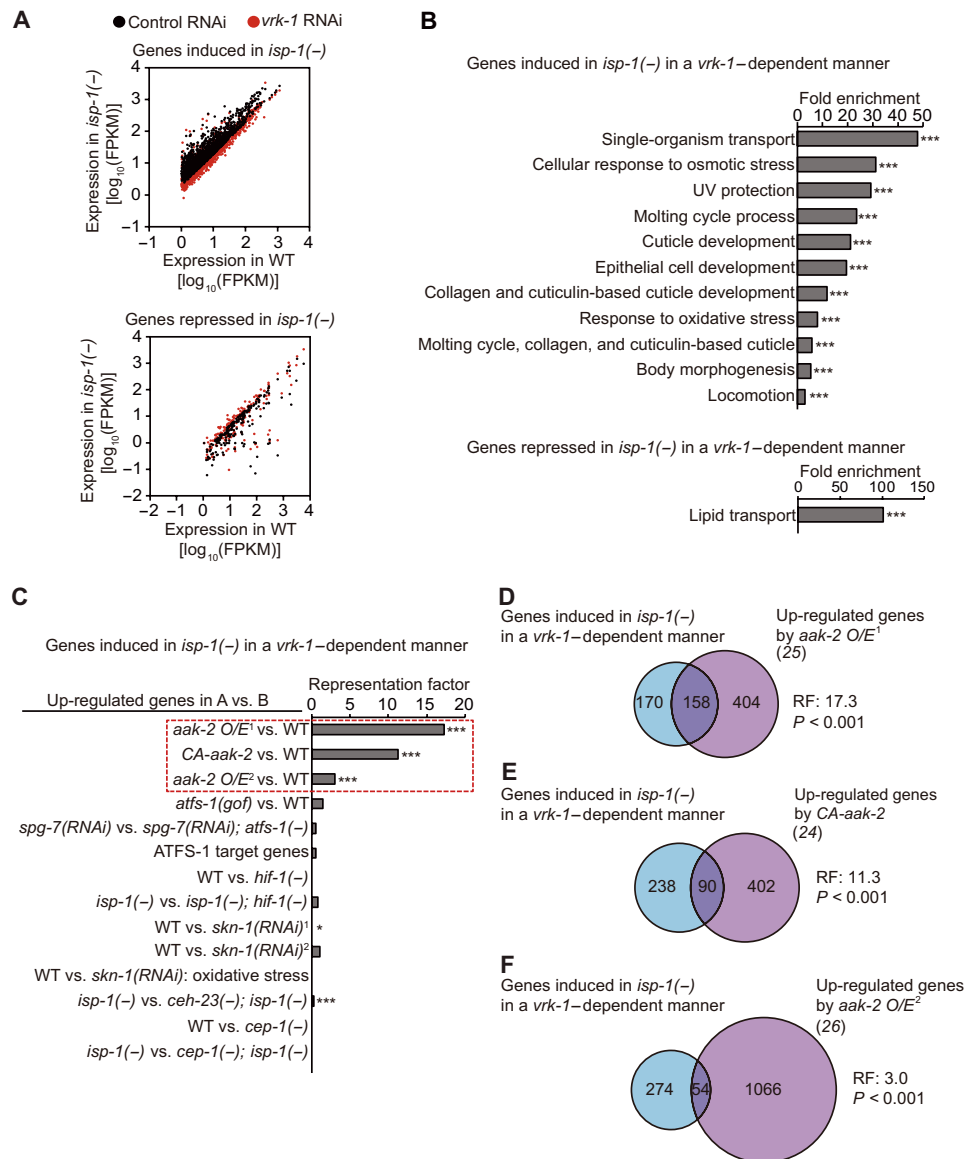 A
Control RNAi
vrk-1 RNAi
Genes induced in isp-1(–)
Expression in isp-1(–)
[log10(FPKM)]
4
3
2
1
0
–1
–1 0 1 2 3 4
Expression in WT
[log10(FPKM)]
Genes repressed in isp-1(–)
Expression in isp-1(–)
[log10(FPKM)]
4
3
2
1
0
–1
–2
–2 –1 0 1 2 3 4
Expression in WT
[log10(FPKM)]
B
Genes induced in isp-1(–) in a vrk-1–dependent manner
Fold enrichment
0 10 20 30 40 50
Single-organism transport ***
Cellular response to osmotic stress ***
UV protection ***
Molting cycle process ***
Cuticle development ***
Epithelial cell development ***
Collagen and cuticulin-based cuticle development ***
Response to oxidative stress ***
Molting cycle, collagen, and cuticulin-based cuticle ***
Body morphogenesis ***
Locomotion ***
Genes repressed in isp-1(–) in a vrk-1–dependent manner
Fold enrichment
0 50 100 150
Lipid transport ***
C
Genes induced in isp-1(–) in a vrk-1–dependent manner
Up-regulated genes in A vs. B
Representation factor
0 5 10 15 20
aak-2 O/E1 vs. WT ***
CA-aak-2 vs. WT ***
aak-2 O/E2 vs. WT ***
atfs-1(gof) vs. WT
spg-7(RNAi) vs. spg-7(RNAi); atfs-1(–)
ATFS-1 target genes
WT vs. hif-1(–)
isp-1(–) vs. isp-1(–); hif-1(–)
WT vs. skn-1(RNAi)1 *
WT vs. skn-1(RNAi)2
WT vs. skn-1(RNAi): oxidative stress
isp-1(–) vs. ceh-23(–); isp-1(–) ***
WT vs. cep-1(–)
isp-1(–) vs. cep-1(–); isp-1(–)
D
Genes induced in isp-1(–)
in a vrk-1–dependent manner
Up-regulated genes
by aak-2 O/E1
(25)
170 158 404
RF: 17.3
P < 0.001
E
Genes induced in isp-1(–)
in a vrk-1–dependent manner
Up-regulated genes
by CA-aak-2
(24)
238 90 402
RF: 11.3
P < 0.001
F
Genes induced in isp-1(–)
in a vrk-1–dependent manner
Up-regulated genes
by aak-2 O/E2
(26)
274 54 1066
RF: 3.0
P < 0.001